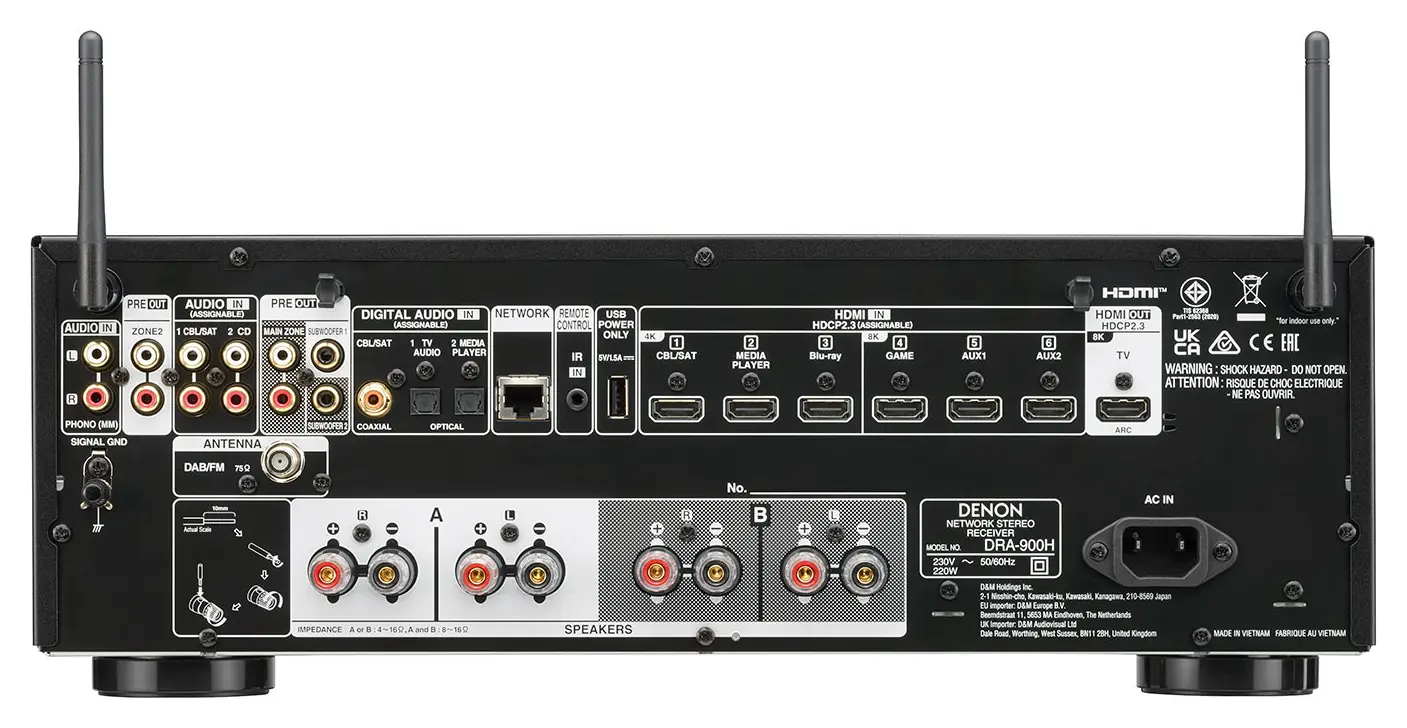 HDMI™
TIS 62368
Part1-2563 (2020)
"for indoor use only."
UK
CA
CE
EAC
WARNING : SHOCK HAZARD - DO NOT OPEN.
ATTENTION : RISQUE DE CHOC ELECTRIQUE
- NE PAS OUVRIR.
AUDIO IN
L
R
PHONO (MM)
SIGNAL GND
PRE OUT
ZONE2
AUDIO IN
(ASSIGNABLE)
1 CBL/SAT 2 CD
PRE OUT
MAIN ZONE
SUBWOOFER 1
SUBWOOFER 2
DIGITAL AUDIO IN
(ASSIGNABLE)
CBL/SAT
1 TV
AUDIO
2 MEDIA
PLAYER
COAXIAL
OPTICAL
NETWORK
REMOTE
CONTROL
IR
IN
USB
POWER
ONLY
5V/1.5A
HDMI IN
HDCP2.3 (ASSIGNABLE)
4K
1
CBL/SAT
2
MEDIA
PLAYER
3
Blu-ray
8K
4
GAME
5
AUX1
6
AUX2
HDMI OUT
HDCP2.3
8K
TV
ARC
ANTENNA
DAB/FM 75Ω
10mm
Actual Scale
No.
R A L
R B L
+ − + −
+ − + −
IMPEDANCE A or B : 4~16Ω, A and B : 8~16Ω
SPEAKERS
DENON
NETWORK STEREO
RECEIVER
MODEL NO. DRA-900H
230V ~ 50/60Hz
220W
AC IN
D&M Holdings Inc.
2-1 Nisshin-cho, Kawasaki-ku, Kawasaki, Kanagawa, 210-8569 Japan
EU importer: D&M Europe B.V.
Beemdstraat 11, 5653 MA Eindhoven, The Netherlands
UK Importer: D&M Audiovisual Ltd
Dale Road, Worthing, West Sussex, BN11 2BH, United Kingdom
MADE IN VIETNAM FABRIQUE AU VIETNAM